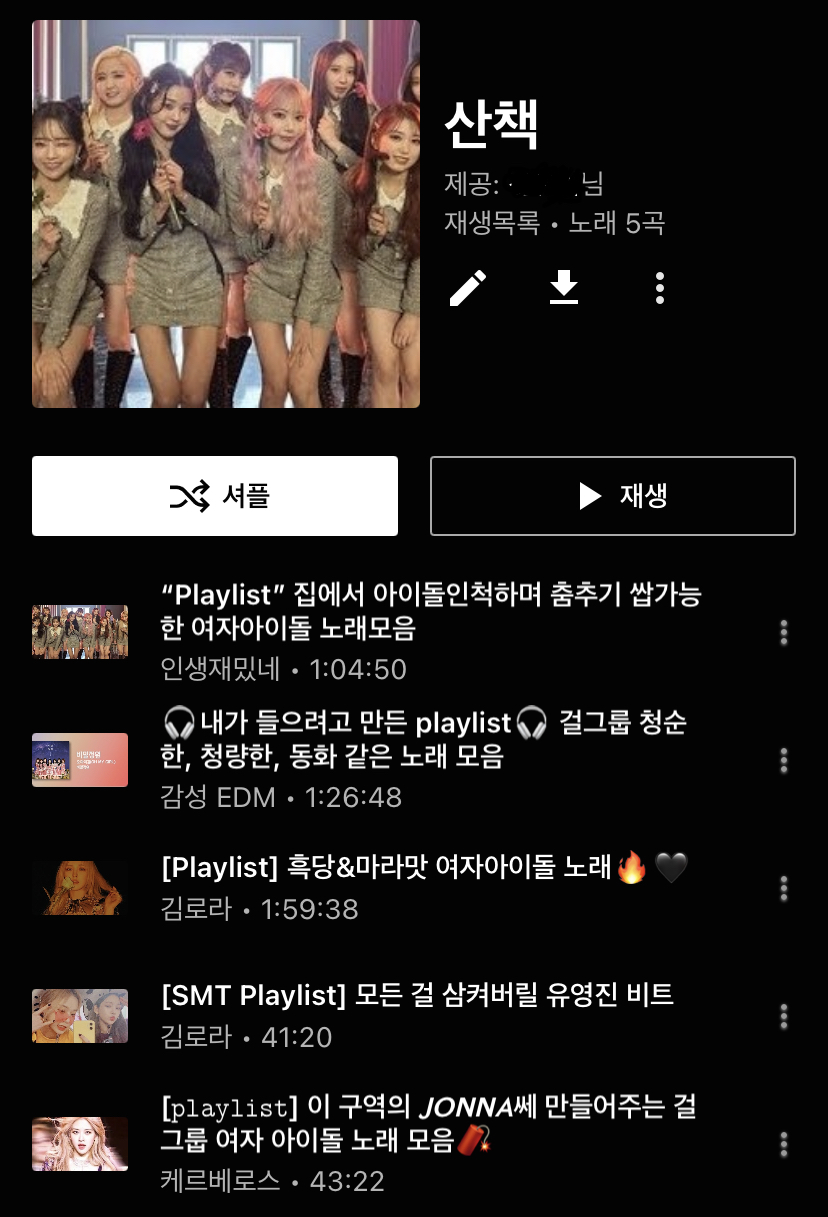 산책
제공: 님
재생목록 • 노래 5곡
셔플
재생
“Playlist” 집에서 아이돌인척하며 춤추기 쌉가능
한 여자아이돌 노래모음
인생재밌네 • 1:04:50
🎧내가 들으려고 만든 playlist🎧 걸그룹 청순
한, 청량한, 동화 같은 노래 모음
감성 EDM • 1:26:48
[Playlist] 흑당&마라맛 여자아이돌 노래🔥🖤
김로라 • 1:59:38
[SMT Playlist] 모든 걸 삼켜버릴 유영진 비트
김로라 • 41:20
[𝚙𝚕𝚊𝚢𝚕𝚒𝚜𝚝] 이 구역의 𝙅𝙊𝙉𝙉𝘼쎄 만들어주는 걸
그룹 여자 아이돌 노래 모음🧨
케르베로스 • 43:22